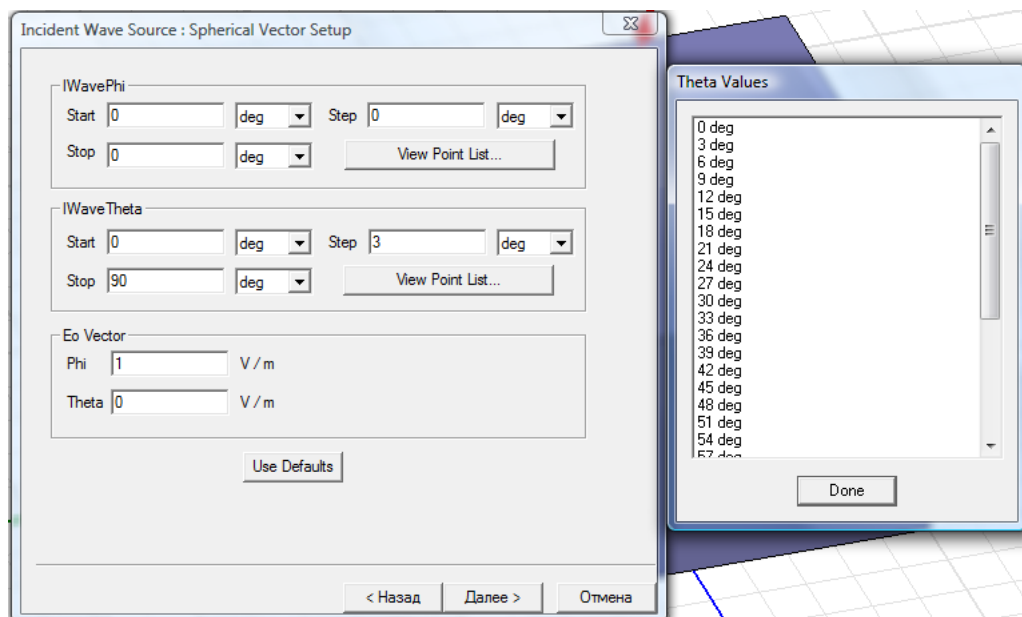 Incident Wave Source : Spherical Vector Setup
IWavePhi
Start 0 deg Step 0 deg
Stop 0 deg View Point List...
IWaveTheta
Start 0 deg Step 3 deg
Stop 90 deg View Point List...
Eo Vector
Phi 1 V / m
Theta 0 V / m
Use Defaults
< Назад Далее > Отмена
Theta Values
0 deg
3 deg
6 deg
9 deg
12 deg
15 deg
18 deg
21 deg
24 deg
27 deg
30 deg
33 deg
36 deg
39 deg
42 deg
45 deg
48 deg
51 deg
54 deg
57 deg
Done